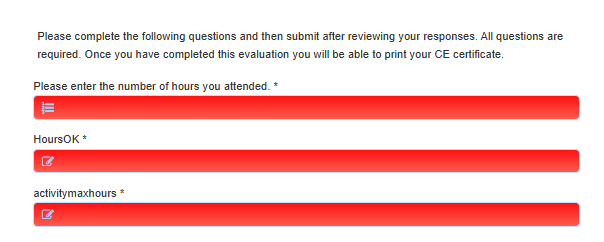 Please complete the following questions and then submit after reviewing your responses. All questions are
required. Once you have completed this evaluation you will be able to print your CE certificate.
Please enter the number of hours you attended. *
HoursOK *
activitymaxhours *